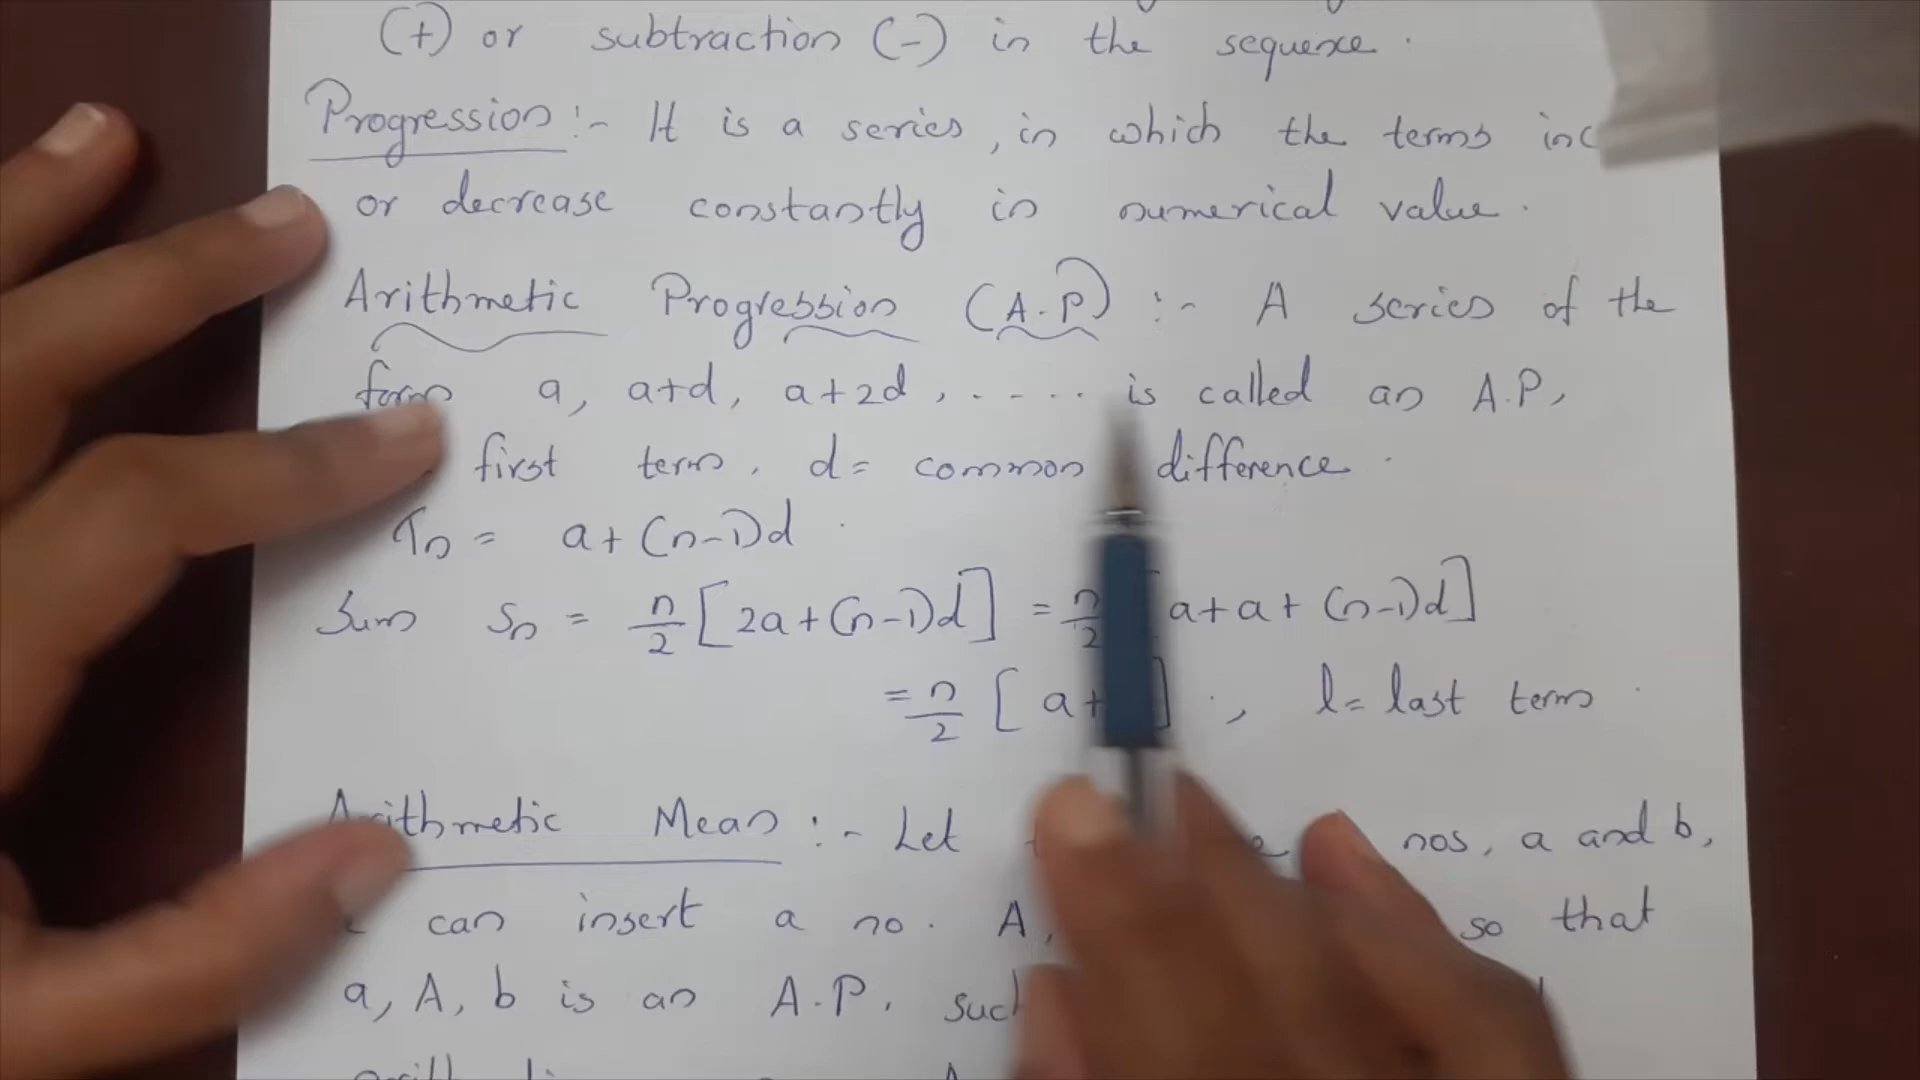 (+) or subtraction (-) in the sequence.
Progression :- It is a series, in which the terms inc
or decrease constantly in numerical value.
Arithmetic Progression (A.P) :- A series of the
form a, a+d, a+2d, ..... is called an A.P,
first term. d = common difference.
Tn = a+(n-1)d.
Sum Sn = n/2 [2a+(n-1)d] = n/2 [a+a+(n-1)d]
= n/2 [a+ ]., l = last term.
Arithmetic Mean :- Let nos, a and b,
can insert a no. A, so that
a, A, b is an A.P. such